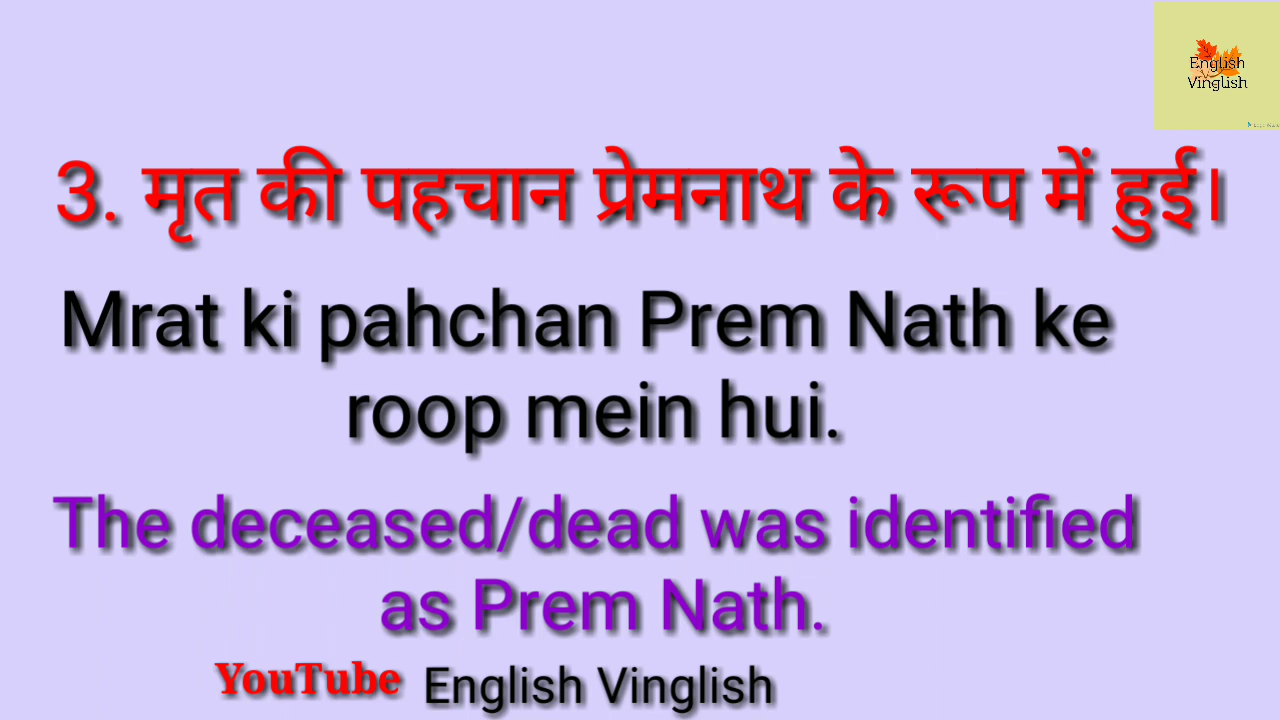 English
Vinglish
3. मृत की पहचान प्रेमनाथ के रूप में हुई।
Mrat ki pahchan Prem Nath ke
roop mein hui.
The deceased/dead was identified
as Prem Nath.
YouTube English Vinglish